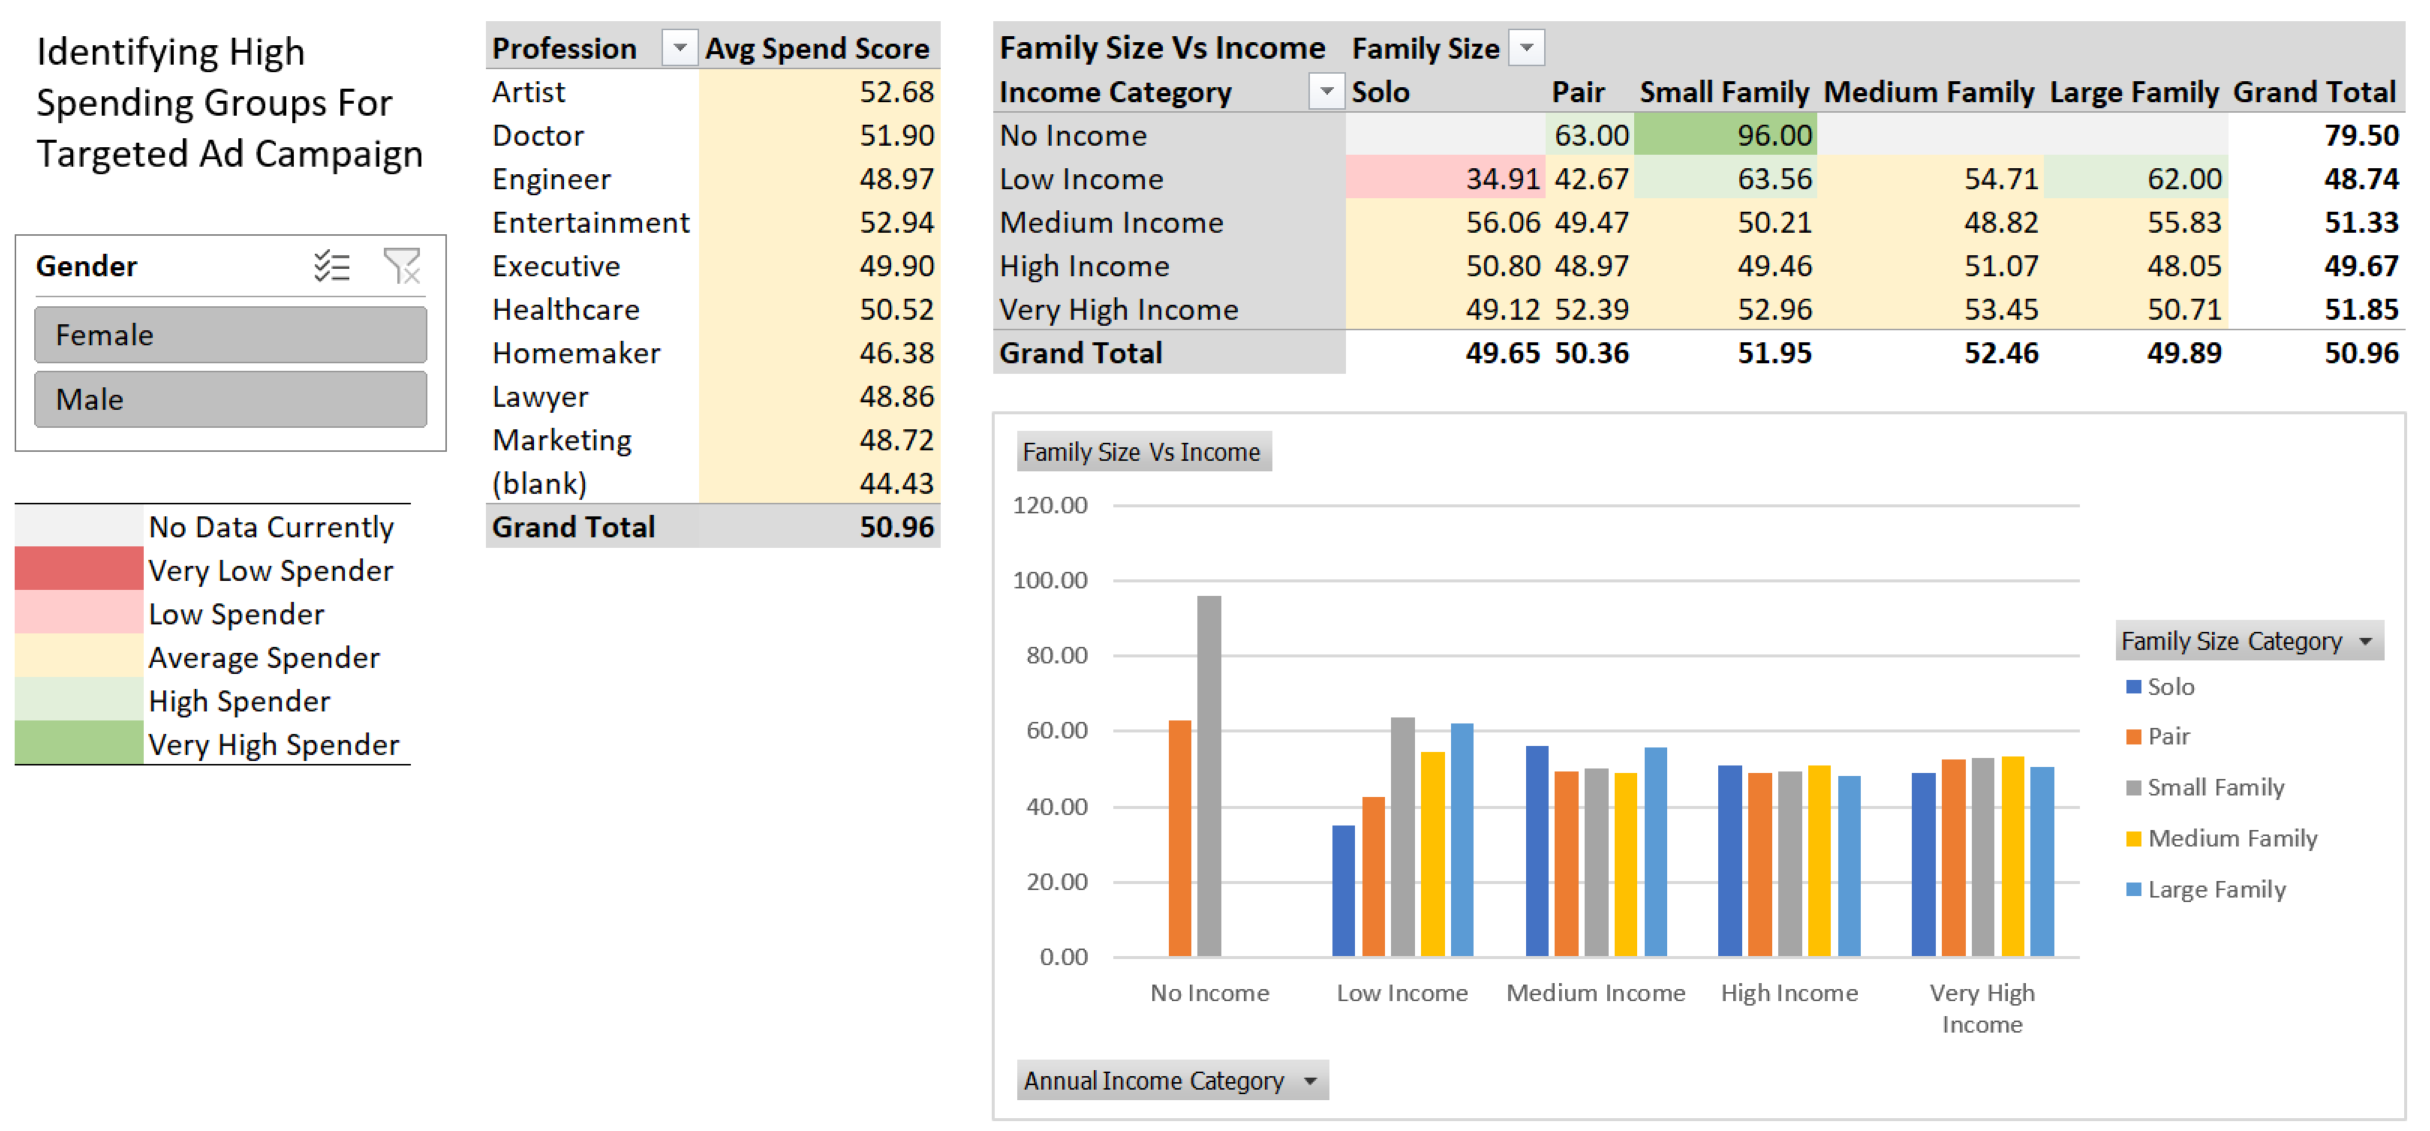 Identifying High
Spending Groups For
Targeted Ad Campaign
Gender
Female
Male
No Data Currently
Very Low Spender
Low Spender
Average Spender
High Spender
Very High Spender
Profession Avg Spend Score
Artist 52.68
Doctor 51.90
Engineer 48.97
Entertainment 52.94
Executive 49.90
Healthcare 50.52
Homemaker 46.38
Lawyer 48.86
Marketing 48.72
(blank) 44.43
Grand Total 50.96
Family Size Vs Income Family Size
Income Category Solo Pair Small Family Medium Family Large Family Grand Total
No Income 63.00 96.00 79.50
Low Income 34.91 42.67 63.56 54.71 62.00 48.74
Medium Income 56.06 49.47 50.21 48.82 55.83 51.33
High Income 50.80 48.97 49.46 51.07 48.05 49.67
Very High Income 49.12 52.39 52.96 53.45 50.71 51.85
Grand Total 49.65 50.36 51.95 52.46 49.89 50.96
Family Size Vs Income
120.00
100.00
80.00
60.00
40.00
20.00
0.00
No Income Low Income Medium Income High Income Very High
Income
Family Size Category
Solo
Pair
Small Family
Medium Family
Large Family
Annual Income Category